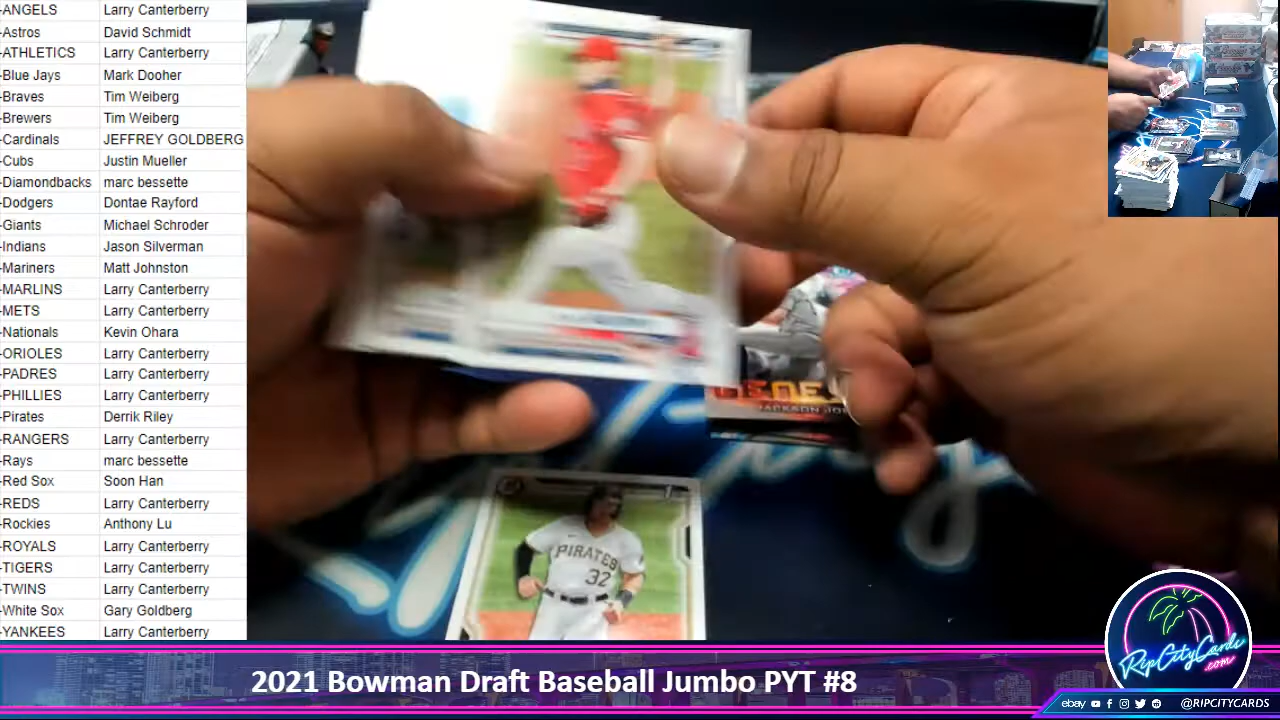 -ANGELS Larry Canterberry
-Astros David Schmidt
-ATHLETICS Larry Canterberry
-Blue Jays Mark Dooher
-Braves Tim Weiberg
-Brewers Tim Weiberg
-Cardinals JEFFREY GOLDBERG
-Cubs Justin Mueller
-Diamondbacks marc bessette
-Dodgers Dontae Rayford
-Giants Michael Schroder
-Indians Jason Silverman
-Mariners Matt Johnston
-MARLINS Larry Canterberry
-METS Larry Canterberry
-Nationals Kevin Ohara
-ORIOLES Larry Canterberry
-PADRES Larry Canterberry
-PHILLIES Larry Canterberry
-Pirates Derrik Riley
-RANGERS Larry Canterberry
-Rays marc bessette
-Red Sox Soon Han
-REDS Larry Canterberry
-Rockies Anthony Lu
-ROYALS Larry Canterberry
-TIGERS Larry Canterberry
-TWINS Larry Canterberry
-White Sox Gary Goldberg
-YANKEES Larry Canterberry
JACKSON
PIRATES
32
2021 Bowman Draft Baseball Jumbo PYT #8
RipCityCards
.com
ebay
@RIPCITYCARDS